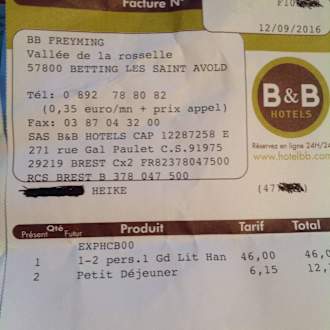 Facture N°
12/09/2016
BB FREYMING
Vallée de la rosselle
57800 BETTING LES SAINT AVOLD
Tél: 0 892 78 80 82
(0,35 euro/mn + prix appel)
Fax: 03 87 04 32 00
SAS B&B HOTELS CAP 12287258 E
271 rue Gal Paulet C.S.91975
29219 BREST Cx2 FR82378047500
RCS BREST B 378 047 500
HEIKE
B&B
HOTELS
Réservez en ligne 24H/24
www.hotelbb.com
(47
Qté Produit Tarif Total
Présent Futur
EXPHCB00
1 1-2 pers.1 Gd Lit Han 46,00 46,0
2 Petit Déjeuner 6,15 12,